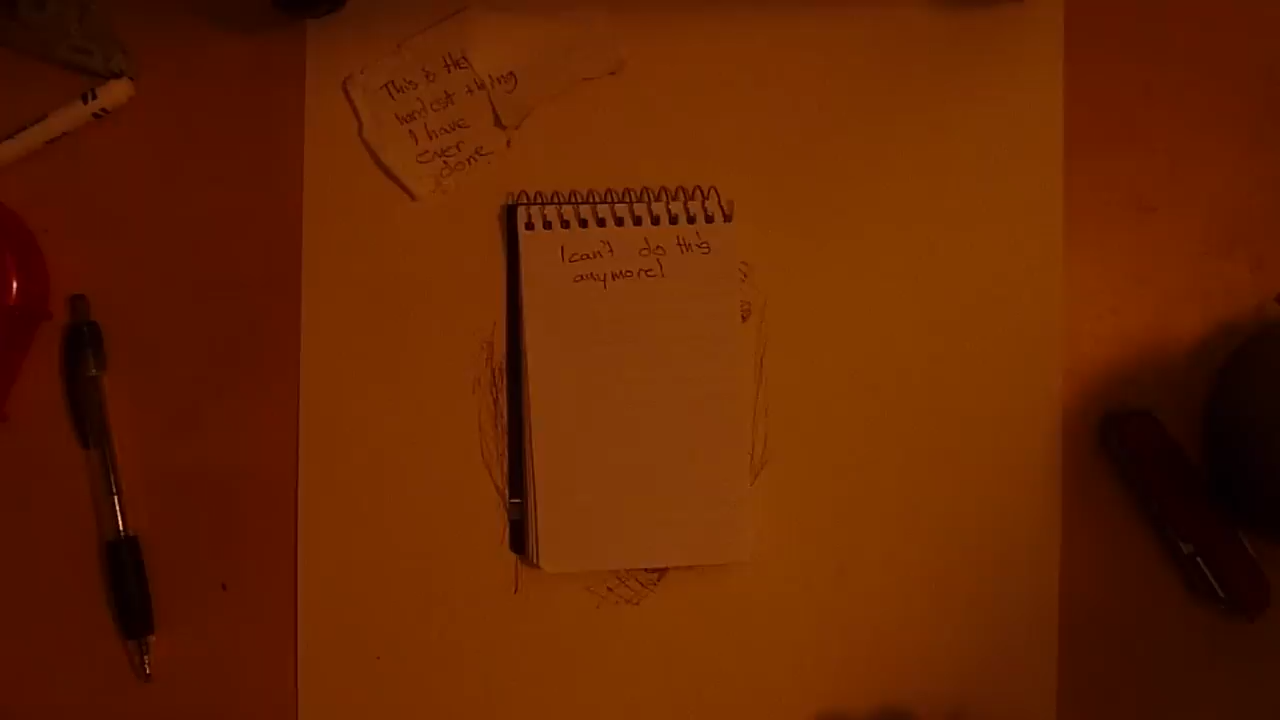 This is the
hardest thing
I have
ever
done
I can't do this
anymore!